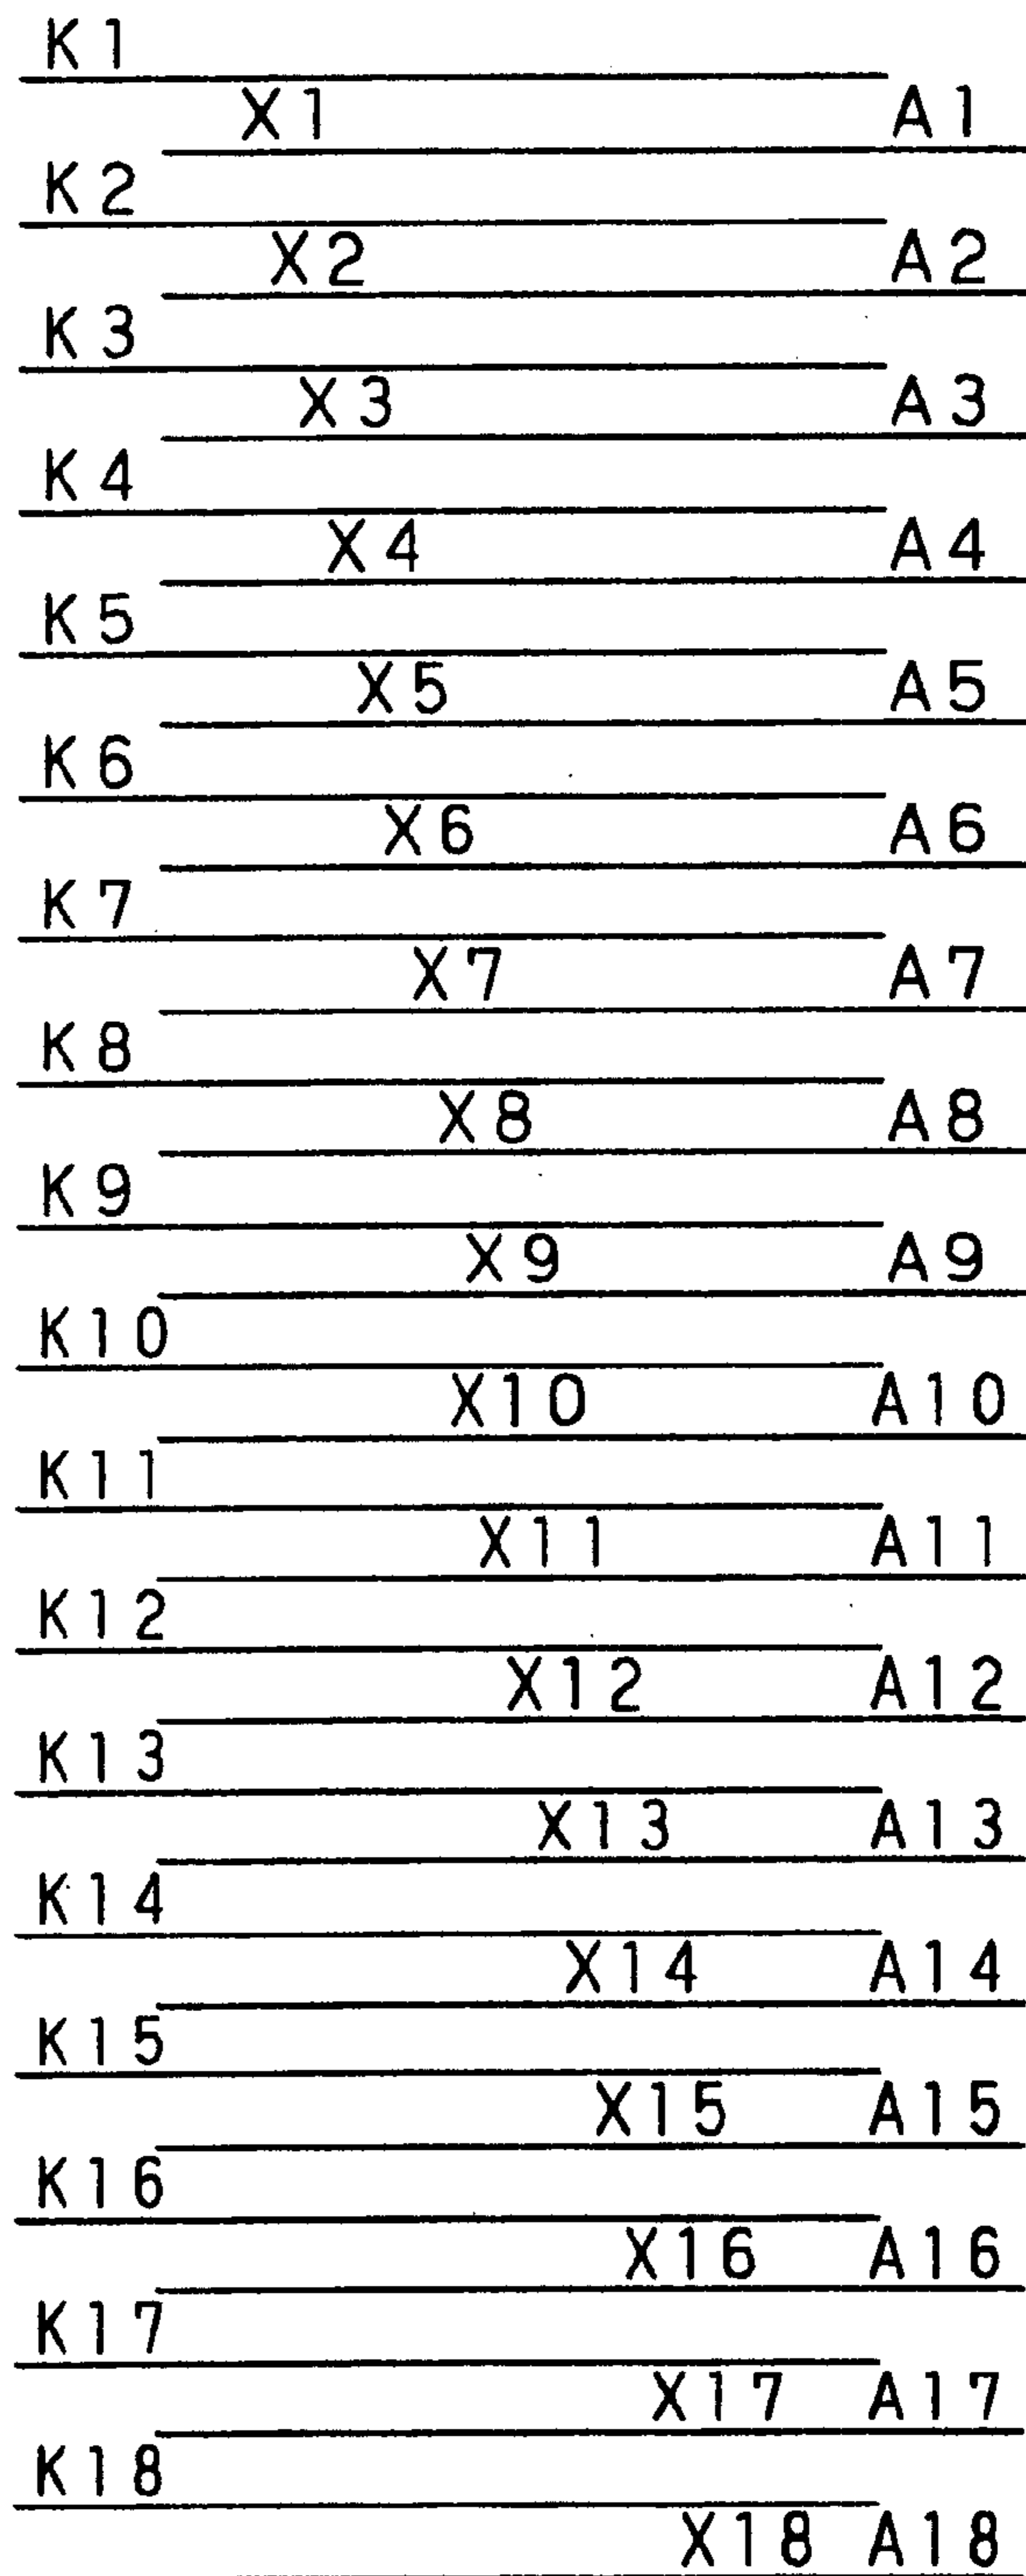 K1
X1 A1
K2
X2 A2
K3
X3 A3
K4
X4 A4
K5
X5 A5
K6
X6 A6
K7
X7 A7
K8
X8 A8
K9
X9 A9
K10
X10 A10
K11
X11 A11
K12
X12 A12
K13
X13 A13
K14
X14 A14
K15
X15 A15
K16
X16 A16
K17
X17 A17
K18
X18 A18